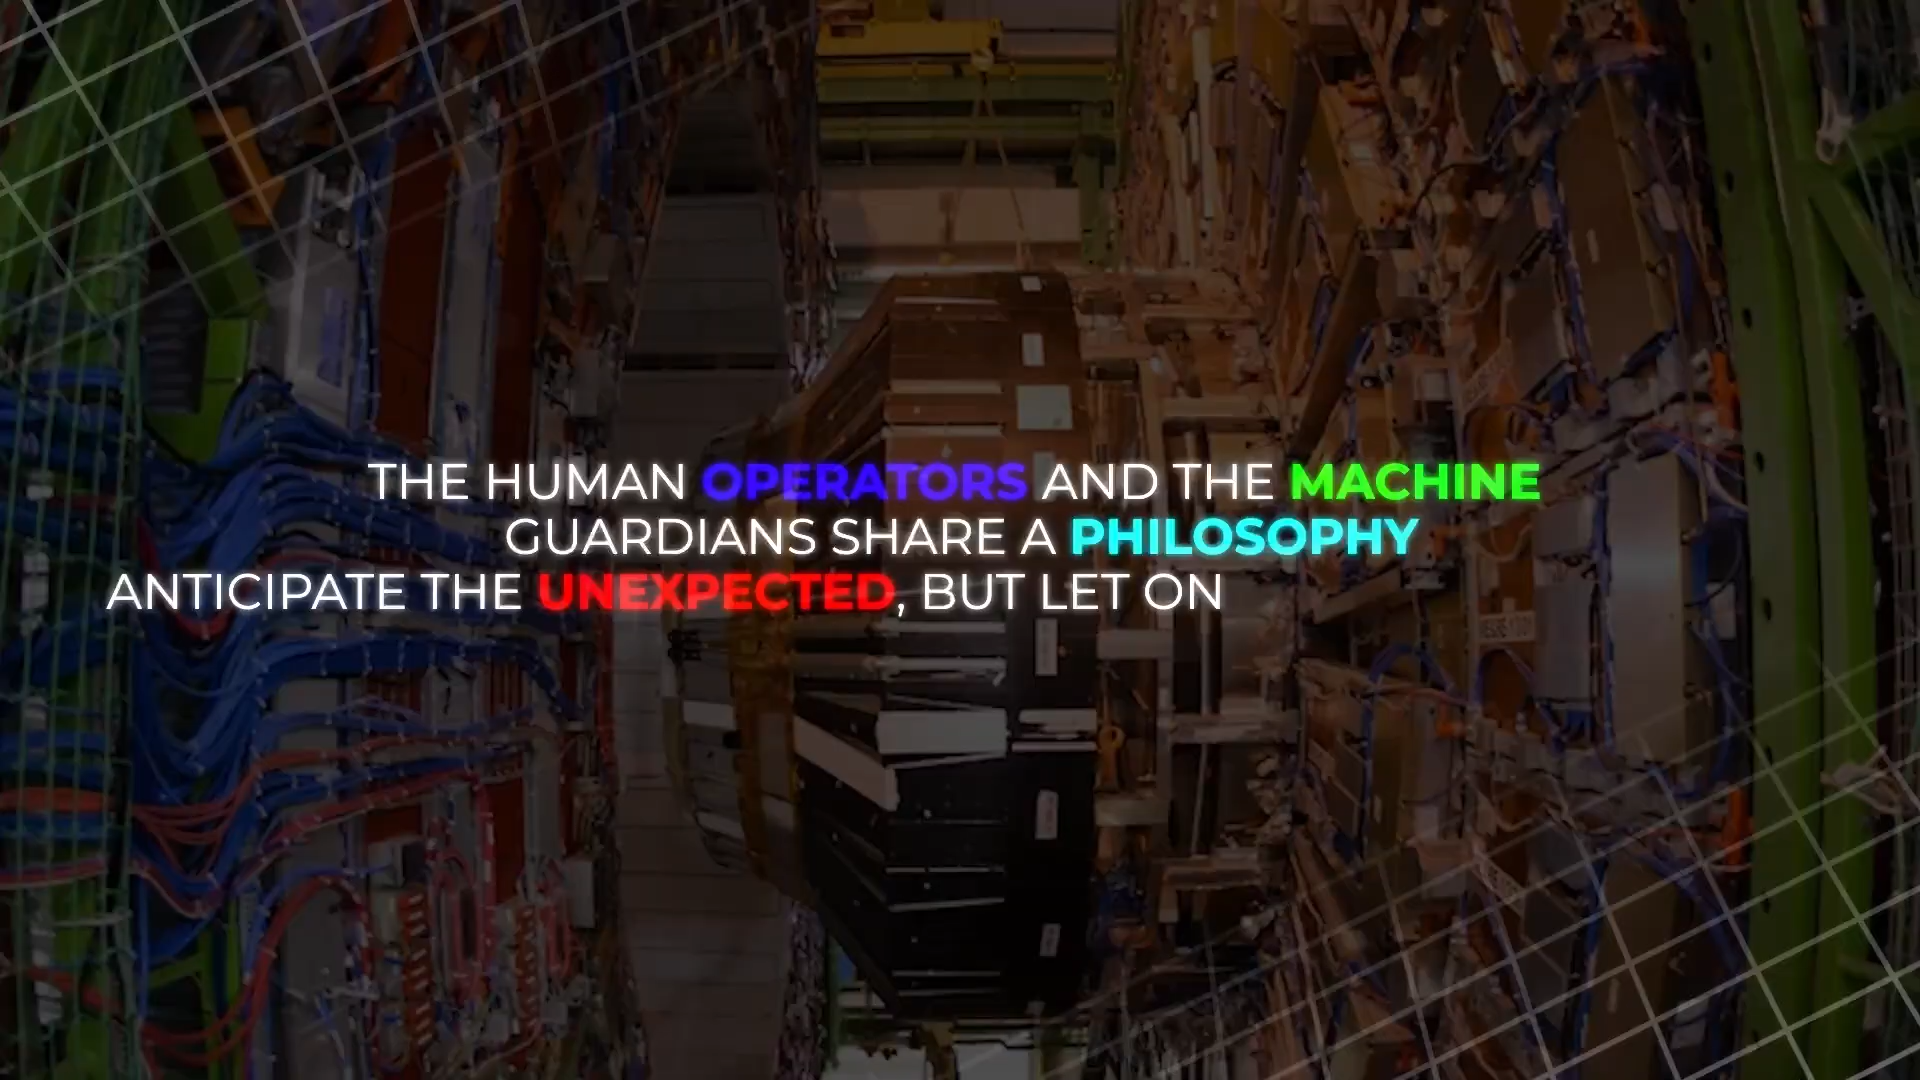 THE HUMAN OPERATORS AND THE MACHINE
GUARDIANS SHARE A PHILOSOPHY
ANTICIPATE THE UNEXPECTED, BUT LET ON